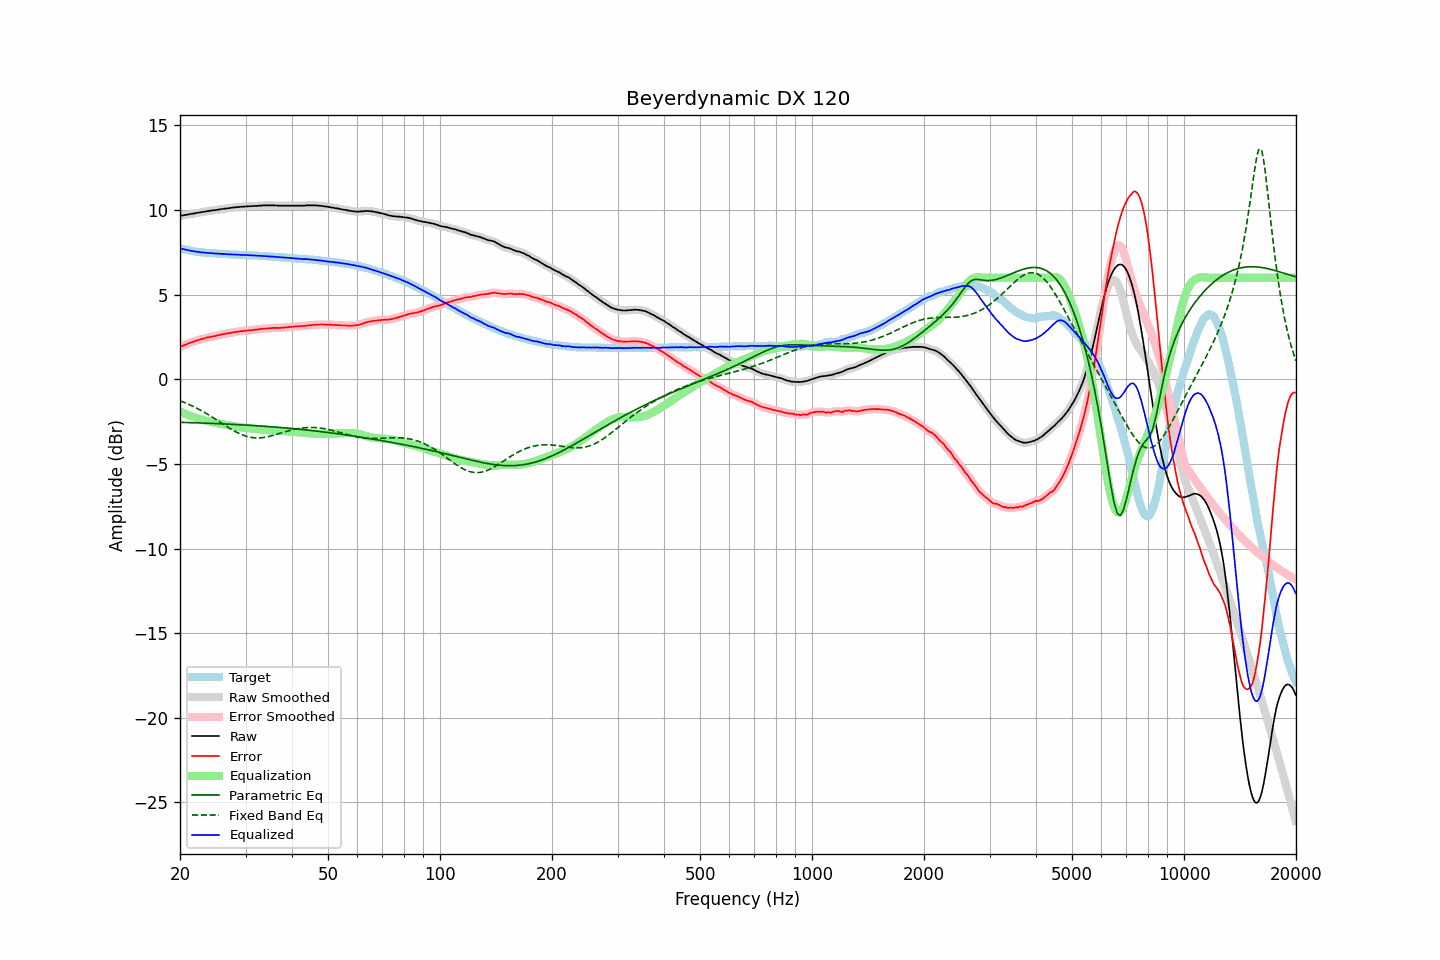 Beyerdynamic DX 120
Amplitude (dBr)
15
10
5
0
−5
−10
−15
−20
−25
Target
Raw Smoothed
Error Smoothed
Raw
Error
Equalization
Parametric Eq
Fixed Band Eq
Equalized
20 50 100 200 500 1000 2000 5000 10000 20000
Frequency (Hz)